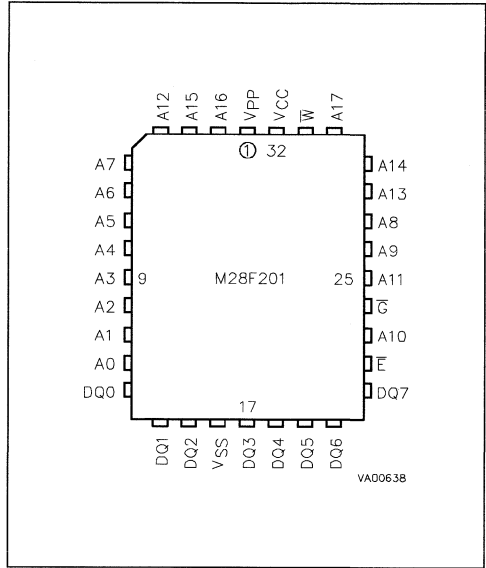 A12 A15 A16 VPP VCC W̅ A17
① 32
A7 A14
A6 A13
A5 A8
A4 A9
A3 9 M28F201 25 A11
A2 G̅
A1 A10
A0 E̅
DQ0 DQ7
17
DQ1 DQ2 VSS DQ3 DQ4 DQ5 DQ6
VA00638